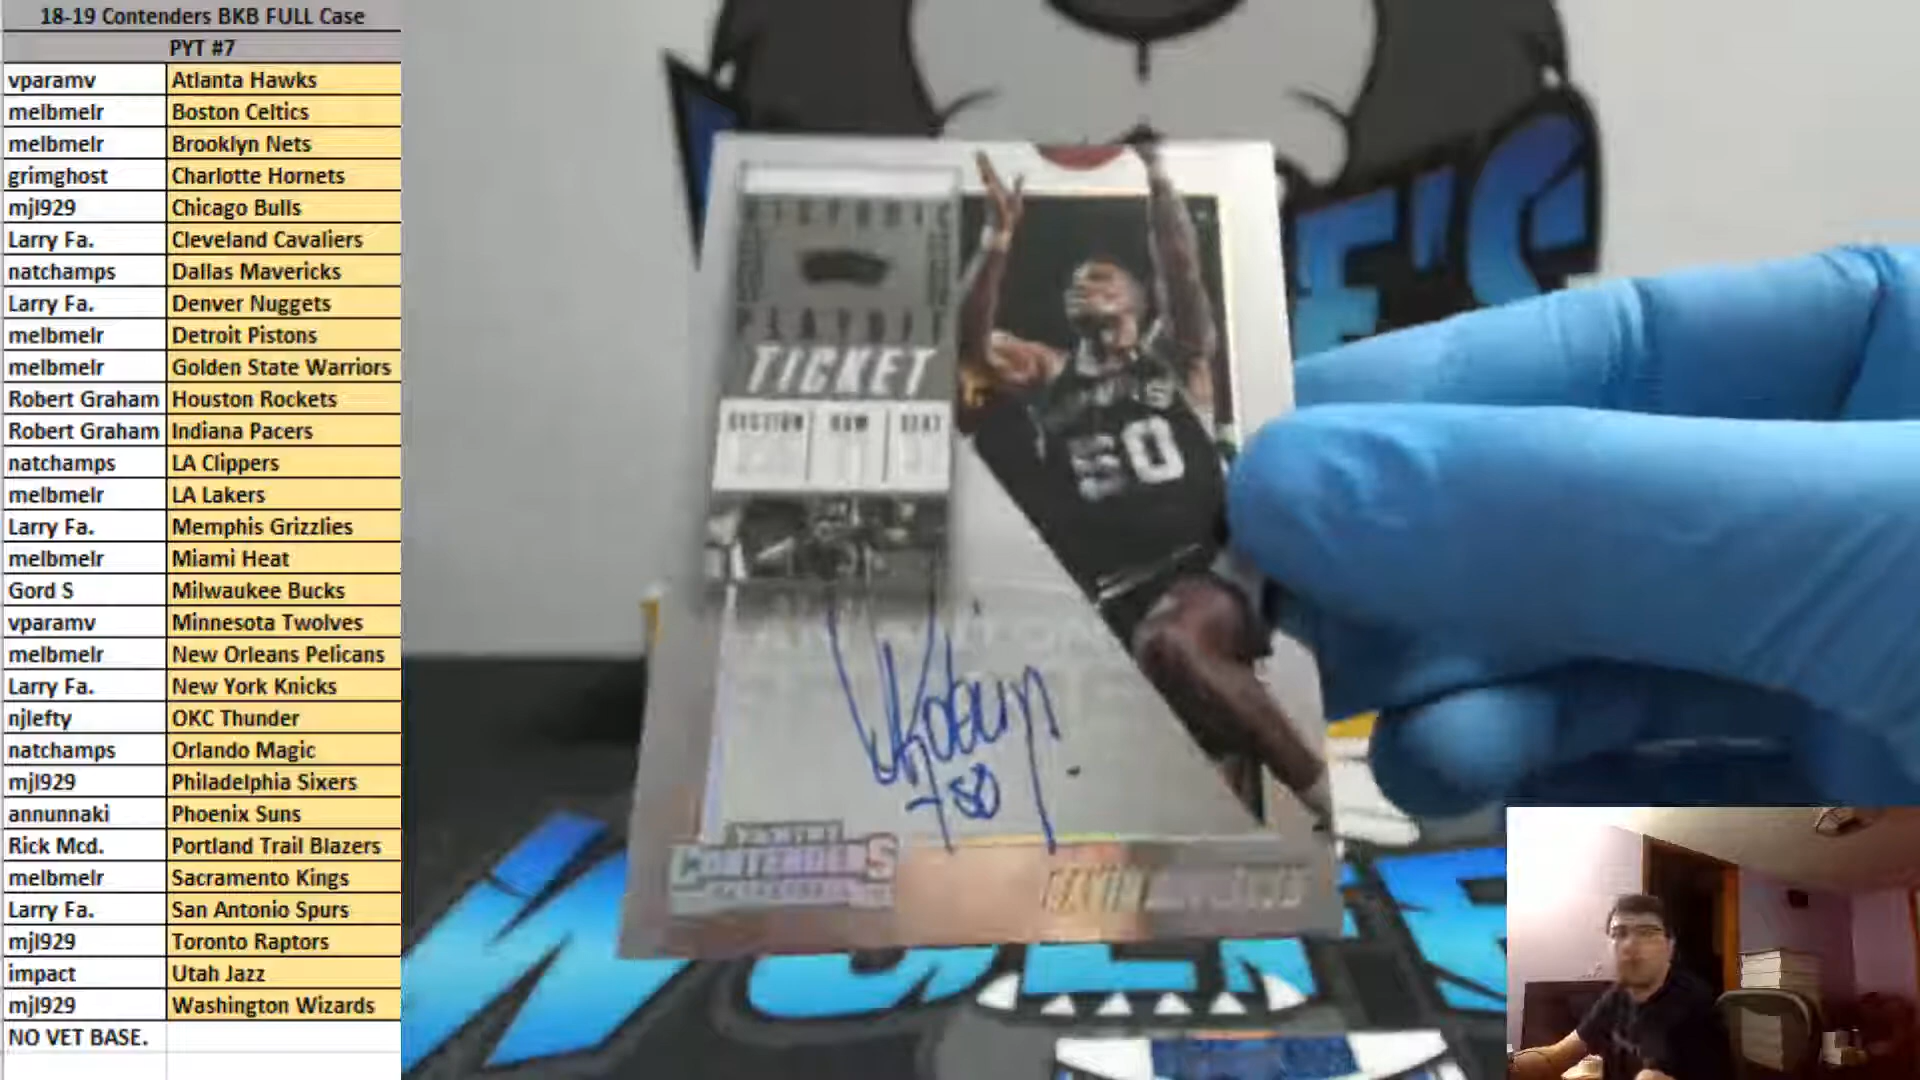 18-19 Contenders BKB FULL Case
PYT #7
vparamv Atlanta Hawks
melbmelr Boston Celtics
melbmelr Brooklyn Nets
grimghost Charlotte Hornets
mjl929 Chicago Bulls
Larry Fa. Cleveland Cavaliers
natchamps Dallas Mavericks
Larry Fa. Denver Nuggets
melbmelr Detroit Pistons
melbmelr Golden State Warriors
Robert Graham Houston Rockets
Robert Graham Indiana Pacers
natchamps LA Clippers
melbmelr LA Lakers
Larry Fa. Memphis Grizzlies
melbmelr Miami Heat
Gord S Milwaukee Bucks
vparamv Minnesota Twolves
melbmelr New Orleans Pelicans
Larry Fa. New York Knicks
njlefty OKC Thunder
natchamps Orlando Magic
mjl929 Philadelphia Sixers
annunnaki Phoenix Suns
Rick Mcd. Portland Trail Blazers
melbmelr Sacramento Kings
Larry Fa. San Antonio Spurs
mjl929 Toronto Raptors
impact Utah Jazz
mjl929 Washington Wizards
NO VET BASE.
PLAYOFF
TICKET
SECTION ROW SEAT
50
CONTENDERS